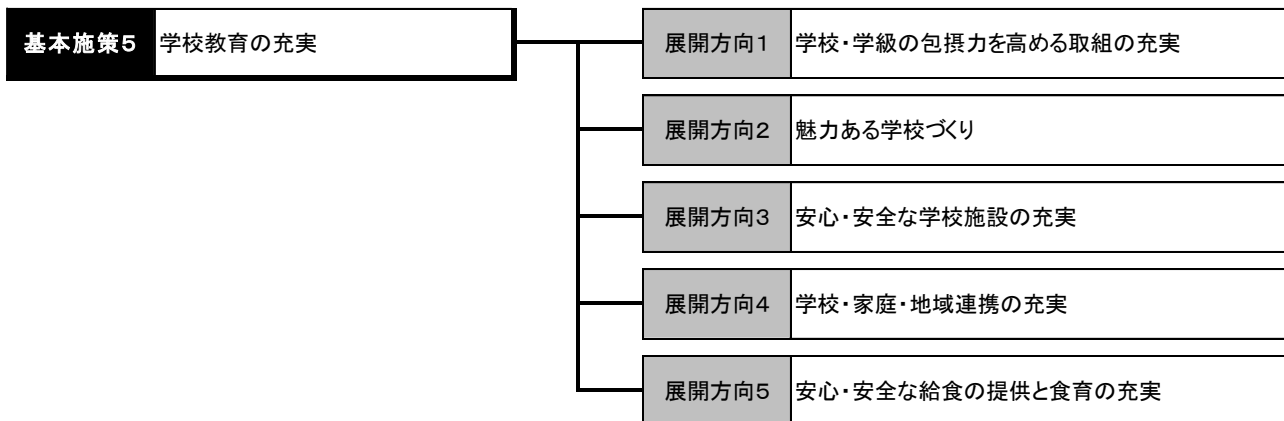 基本施策5 学校教育の充実
展開方向1 学校・学級の包摂力を高める取組の充実
展開方向2 魅力ある学校づくり
展開方向3 安心・安全な学校施設の充実
展開方向4 学校・家庭・地域連携の充実
展開方向5 安心・安全な給食の提供と食育の充実